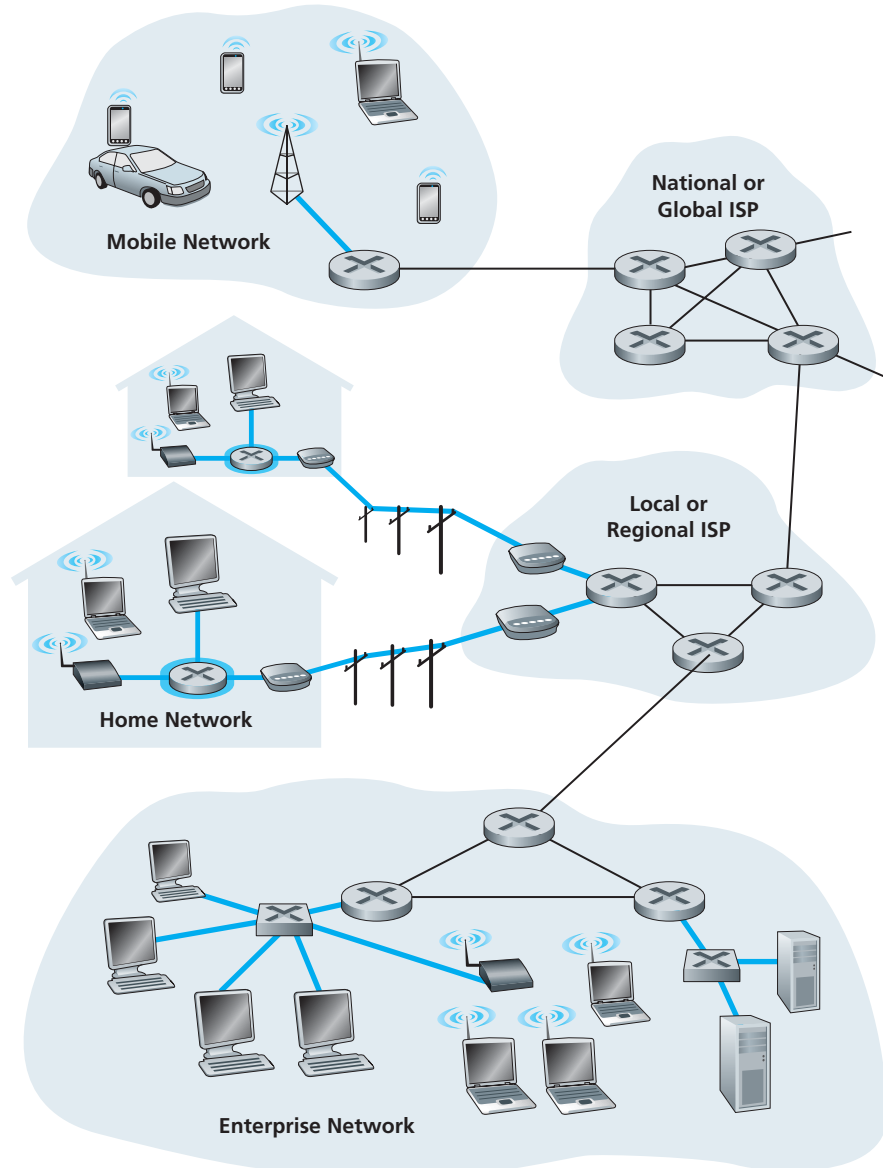 National or
Global ISP
Mobile Network
Local or
Regional ISP
Home Network
Enterprise Network